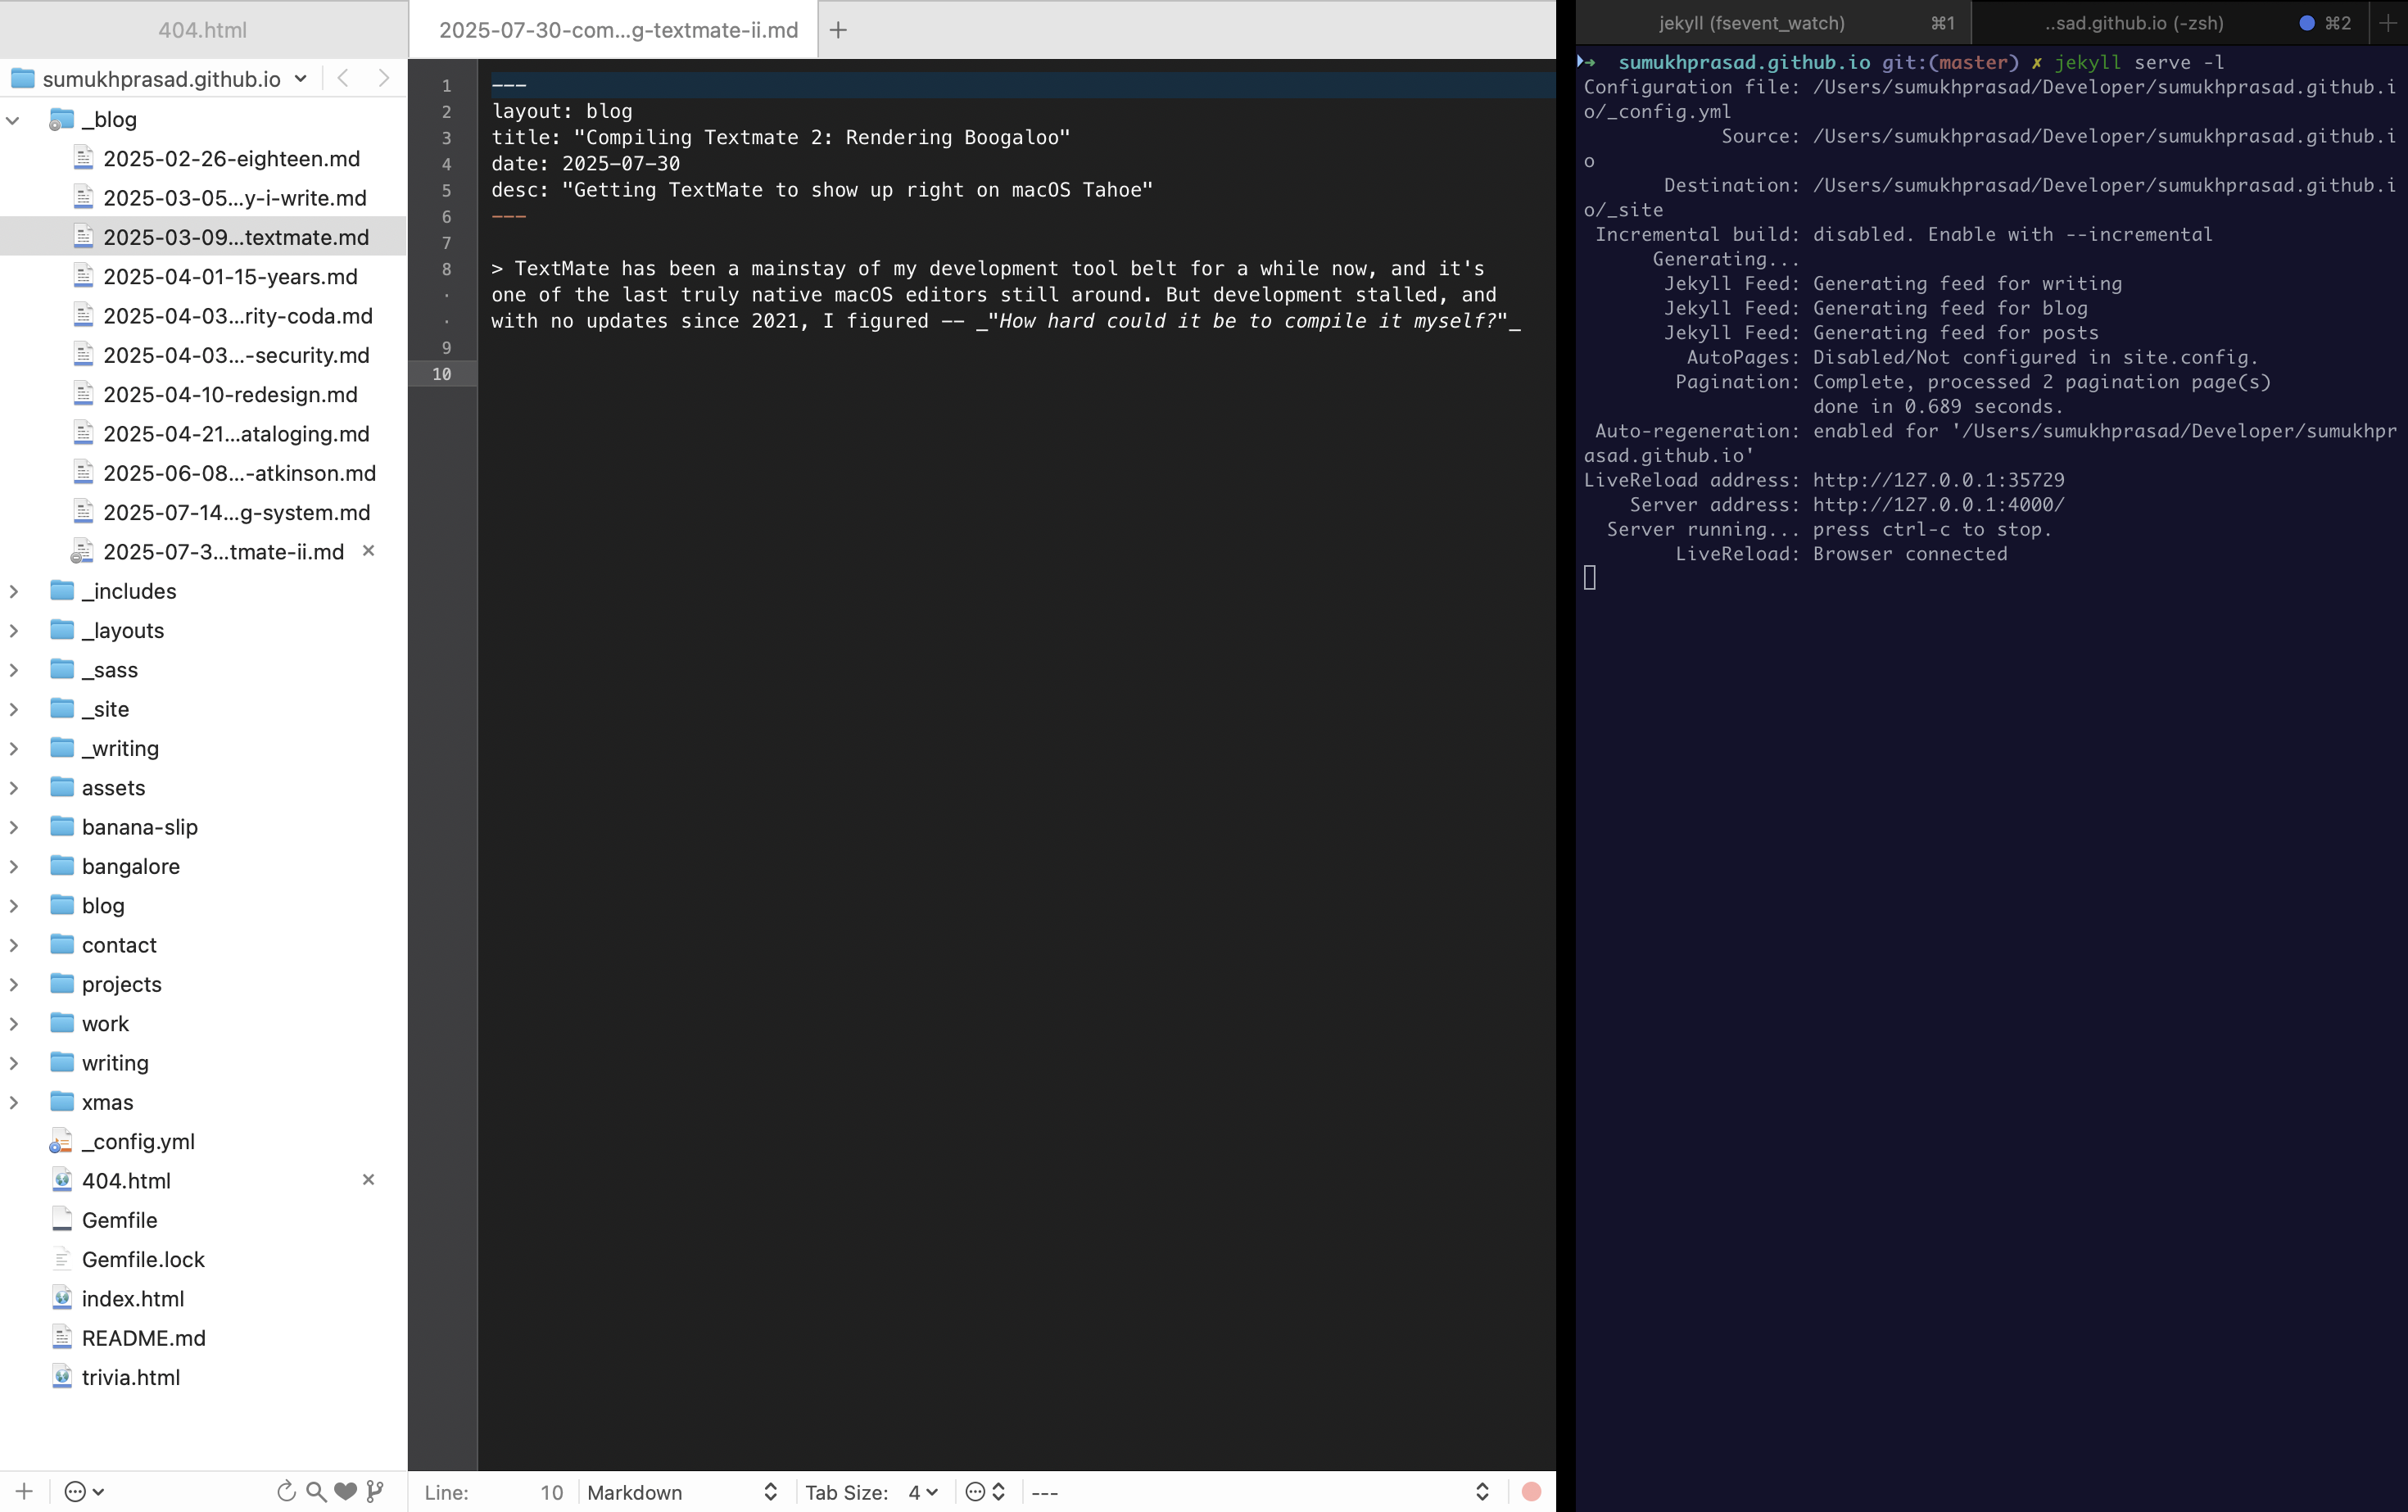 404.html
2025-07-30-com...g-textmate-ii.md
sumukhprasad.github.io
_blog
2025-02-26-eighteen.md
2025-03-05...y-i-write.md
2025-03-09...textmate.md
2025-04-01-15-years.md
2025-04-03...rity-coda.md
2025-04-03...-security.md
2025-04-10-redesign.md
2025-04-21...ataloging.md
2025-06-08...-atkinson.md
2025-07-14...g-system.md
2025-07-3...tmate-ii.md
_includes
_layouts
_sass
_site
_writing
assets
banana-slip
bangalore
blog
contact
projects
work
writing
xmas
_config.yml
404.html
Gemfile
Gemfile.lock
index.html
README.md
trivia.html
1 ---
2 layout: blog
3 title: "Compiling Textmate 2: Rendering Boogaloo"
4 date: 2025-07-30
5 desc: "Getting TextMate to show up right on macOS Tahoe"
6 ---
7
8 > TextMate has been a mainstay of my development tool belt for a while now, and it's
· one of the last truly native macOS editors still around. But development stalled, and
· with no updates since 2021, I figured -- _"How hard could it be to compile it myself?"_
9
10
Line: 10 Markdown Tab Size: 4 ---
jekyll (fsevent_watch) ⌘1
..sad.github.io (-zsh) ⌘2
➜ sumukhprasad.github.io git:(master) ✗ jekyll serve -l
Configuration file: /Users/sumukhprasad/Developer/sumukhprasad.github.i
o/_config.yml
Source: /Users/sumukhprasad/Developer/sumukhprasad.github.i
o
Destination: /Users/sumukhprasad/Developer/sumukhprasad.github.i
o/_site
Incremental build: disabled. Enable with --incremental
Generating...
Jekyll Feed: Generating feed for writing
Jekyll Feed: Generating feed for blog
Jekyll Feed: Generating feed for posts
AutoPages: Disabled/Not configured in site.config.
Pagination: Complete, processed 2 pagination page(s)
done in 0.689 seconds.
Auto-regeneration: enabled for '/Users/sumukhprasad/Developer/sumukhpr
asad.github.io'
LiveReload address: http://127.0.0.1:35729
Server address: http://127.0.0.1:4000/
Server running... press ctrl-c to stop.
LiveReload: Browser connected